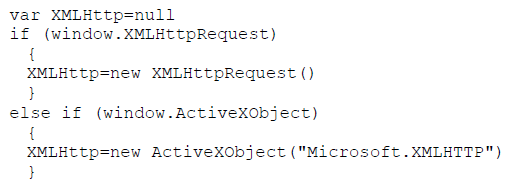 var XMLHttp=null
if (window.XMLHttpRequest)
  {
  XMLHttp=new XMLHttpRequest()
  }
else if (window.ActiveXObject)
  {
  XMLHttp=new ActiveXObject("Microsoft.XMLHTTP")
  }